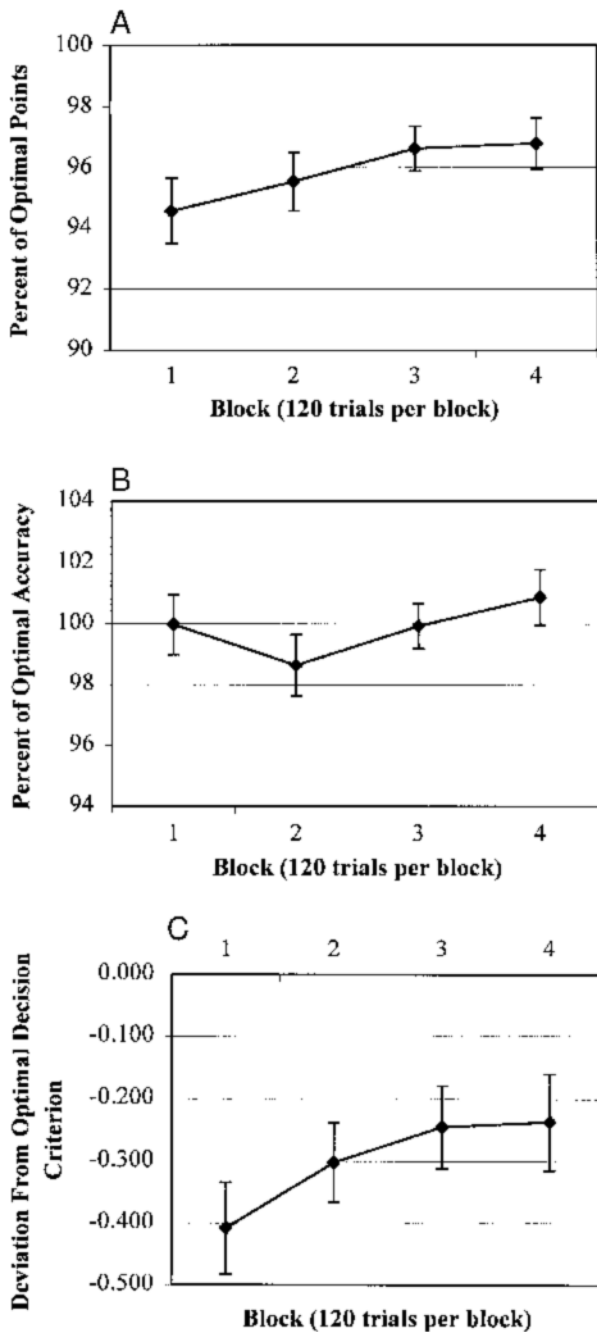 A
100
98
96
94
92
90
Percent of Optimal Points
1 2 3 4
Block (120 trials per block)
B
104
102
100
98
96
94
Percent of Optimal Accuracy
1 2 3 4
Block (120 trials per block)
C
1 2 3 4
0.000
-0.100
-0.200
-0.300
-0.400
-0.500
Deviation From Optimal Decision
Criterion
Block (120 trials per block)